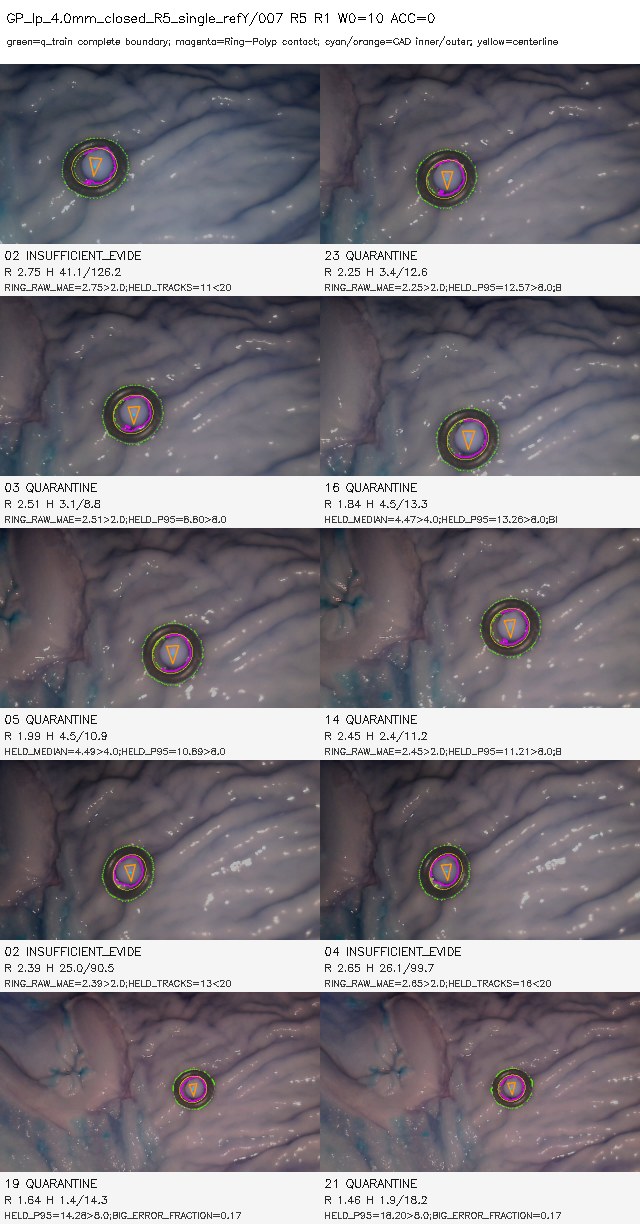 GP_Ip_4.0mm_closed_R5_single_refY/007 R5 R1 W0=10 ACC=0
green=q_train complete boundary; magenta=Ring-Polyp contact; cyan/orange=CAD inner/outer; yellow=centerline
02 INSUFFICIENT_EVIDE
R 2.75 H 41.1/126.2
RING_RAW_MAE=2.75>2.0;HELD_TRACKS=11<20
23 QUARANTINE
R 2.25 H 3.4/12.6
RING_RAW_MAE=2.25>2.0;HELD_P95=12.57>8.0;B
03 QUARANTINE
R 2.51 H 3.1/8.8
RING_RAW_MAE=2.51>2.0;HELD_P95=8.80>8.0
16 QUARANTINE
R 1.84 H 4.5/13.3
HELD_MEDIAN=4.47>4.0;HELD_P95=13.26>8.0;BI
05 QUARANTINE
R 1.99 H 4.5/10.9
HELD_MEDIAN=4.49>4.0;HELD_P95=10.89>8.0
14 QUARANTINE
R 2.45 H 2.4/11.2
RING_RAW_MAE=2.45>2.0;HELD_P95=11.21>8.0;B
02 INSUFFICIENT_EVIDE
R 2.39 H 25.0/90.5
RING_RAW_MAE=2.39>2.0;HELD_TRACKS=13<20
04 INSUFFICIENT_EVIDE
R 2.65 H 26.1/99.7
RING_RAW_MAE=2.65>2.0;HELD_TRACKS=16<20
19 QUARANTINE
R 1.64 H 1.4/14.3
HELD_P95=14.28>8.0;BIG_ERROR_FRACTION=0.17
21 QUARANTINE
R 1.46 H 1.9/18.2
HELD_P95=18.20>8.0;BIG_ERROR_FRACTION=0.17